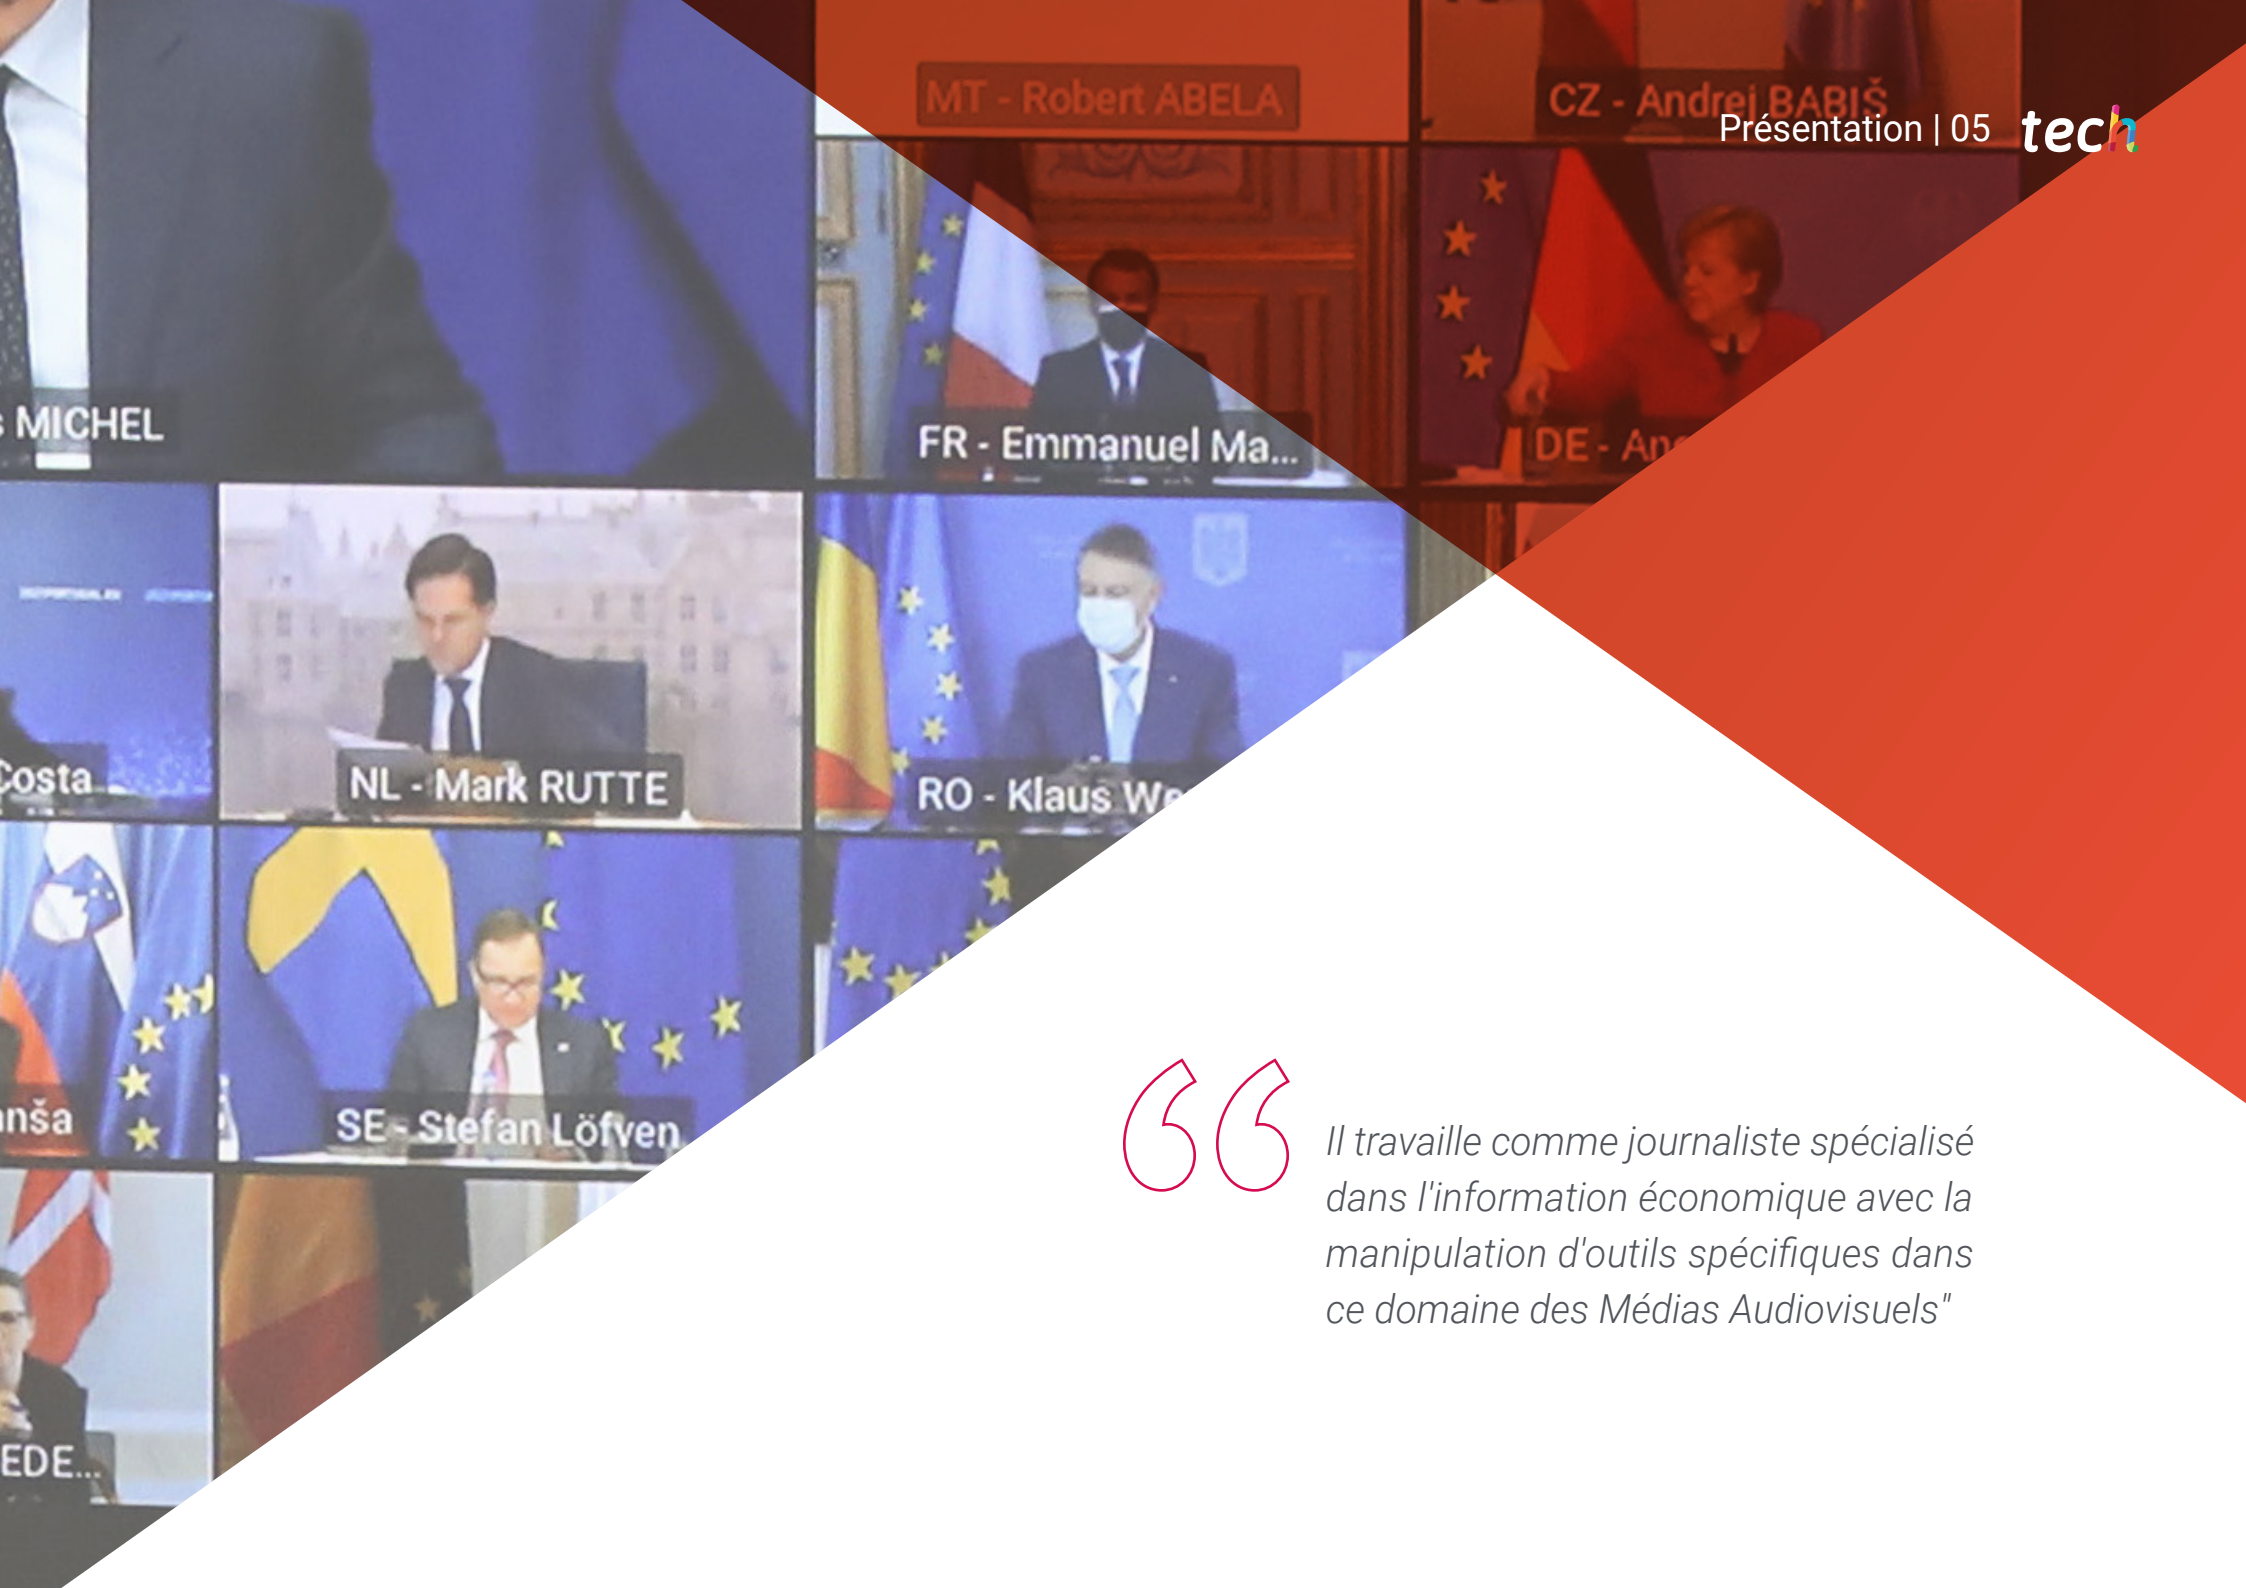 MT - Robert ABELA
CZ - Andrej BABIŠ
Présentation | 05
tech
MICHEL
FR - Emmanuel Ma...
DE - An
Costa
NL - Mark RUTTE
RO - Klaus We
anša
SE - Stefan Löfven
EDE...
Il travaille comme journaliste spécialisé
dans l'information économique avec la
manipulation d'outils spécifiques dans
ce domaine des Médias Audiovisuels"